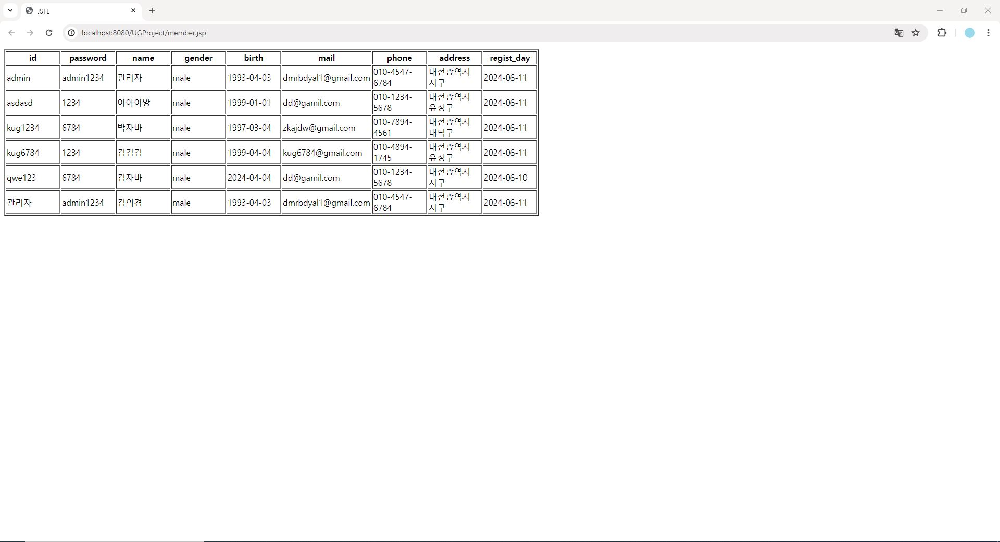 JSTL
localhost:8080/UGProject/member.jsp
id password name gender birth mail phone address regist_day
admin admin1234 관리자 male 1993-04-03 dmrbdyal1@gmail.com 010-4547-6784 대전광역시 서구 2024-06-11
asdasd 1234 아아아앙 male 1999-01-01 dd@gamil.com 010-1234-5678 대전광역시 유성구 2024-06-11
kug1234 6784 박자바 male 1997-03-04 zkajdw@gmail.com 010-7894-4561 대전광역시 대덕구 2024-06-11
kug6784 1234 김김김 male 1999-04-04 kug6784@gmail.com 010-4894-1745 대전광역시 유성구 2024-06-11
qwe123 6784 김자바 male 2024-04-04 dd@gamil.com 010-1234-5678 대전광역시 서구 2024-06-10
관리자 admin1234 김의겸 male 1993-04-03 dmrbdyal1@gmail.com 010-4547-6784 대전광역시 서구 2024-06-11